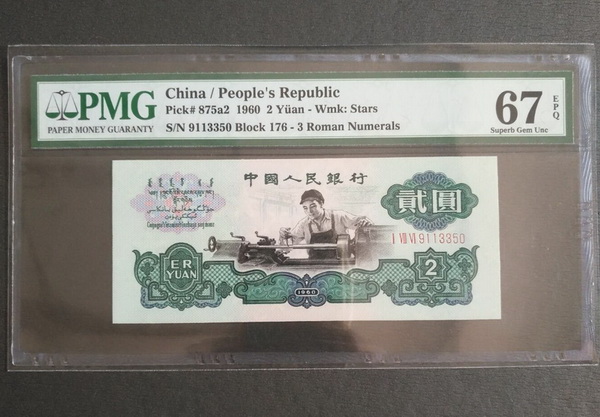 PMG
PAPER MONEY GUARANTY
China / People's Republic
Pick# 875a2 1960 2 Yüan - Wmk: Stars
S/N 9113350 Block 176 - 3 Roman Numerals
67 EPQ
Superb Gem Unc
中國人民銀行
貳圓
I VII VI 9113350
ER
YUAN
2
1960